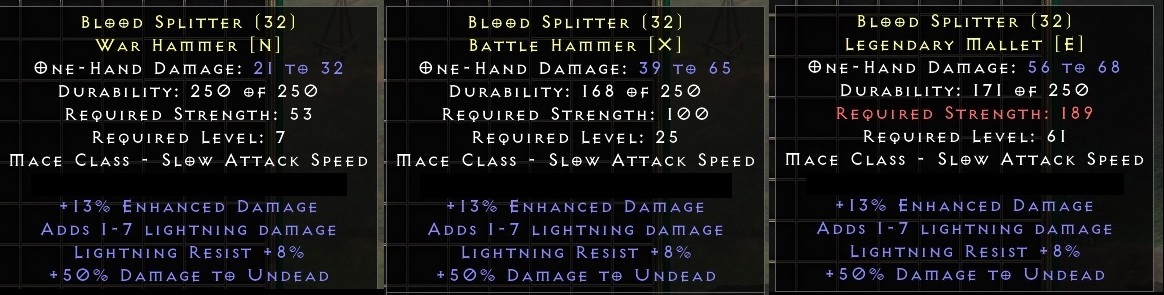 Blood Splitter (32)
War Hammer [N]
One-Hand Damage: 21 to 32
Durability: 250 of 250
Required Strength: 53
Required Level: 7
Mace Class - Slow Attack Speed
+13% Enhanced Damage
Adds 1-7 lightning damage
Lightning Resist +8%
+50% Damage to Undead
Blood Splitter (32)
Battle Hammer [X]
One-Hand Damage: 39 to 65
Durability: 168 of 250
Required Strength: 100
Required Level: 25
Mace Class - Slow Attack Speed
+13% Enhanced Damage
Adds 1-7 lightning damage
Lightning Resist +8%
+50% Damage to Undead
Blood Splitter (32)
Legendary Mallet [E]
One-Hand Damage: 56 to 68
Durability: 171 of 250
Required Strength: 189
Required Level: 61
Mace Class - Slow Attack Speed
+13% Enhanced Damage
Adds 1-7 lightning damage
Lightning Resist +8%
+50% Damage to Undead